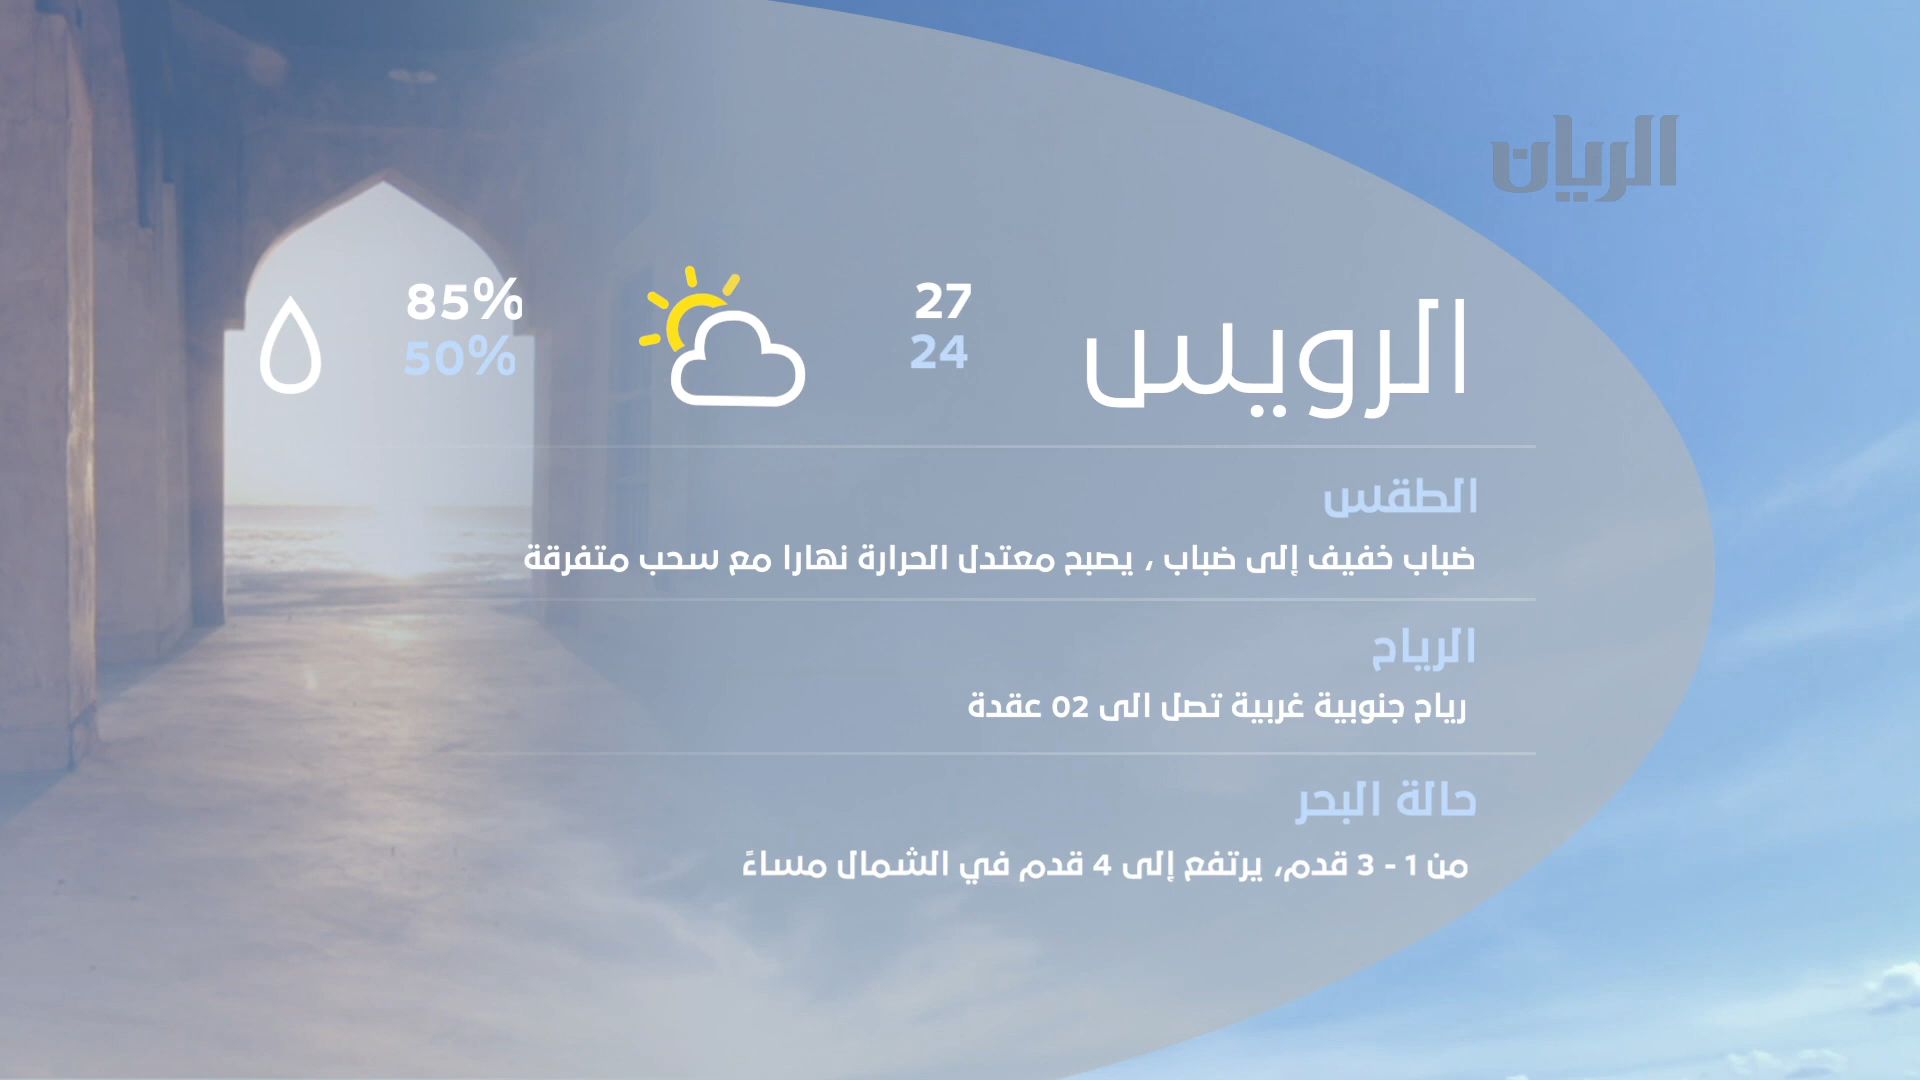 الريان
الرويس
27
24
85%
50%
الطقس
ضباب خفيف إلى ضباب ، يصبح معتدل الحرارة نهارا مع سحب متفرقة
الرياح
رياح جنوبية غربية تصل الى 02 عقدة
حالة البحر
من 1 - 3 قدم، يرتفع إلى 4 قدم في الشمال مساءً